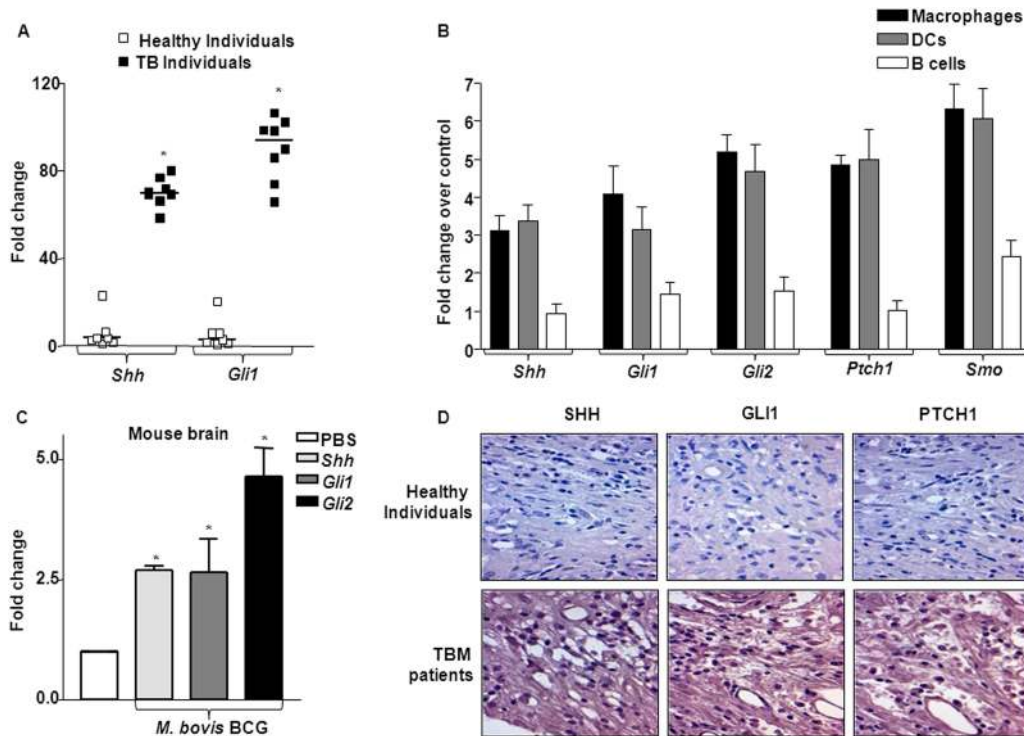 A
Healthy Individuals
TB Individuals
120
80
40
0
Fold change
*
*
Shh
Gli1
B
Macrophages
DCs
B cells
7
6
5
4
3
2
1
0
Fold change over control
Shh
Gli1
Gli2
Ptch1
Smo
C
Mouse brain
PBS
Shh
Gli1
Gli2
5.0
2.5
0.0
Fold change
*
*
*
M. bovis BCG
D
SHH GLI1 PTCH1
Healthy
Individuals
TBM
patients